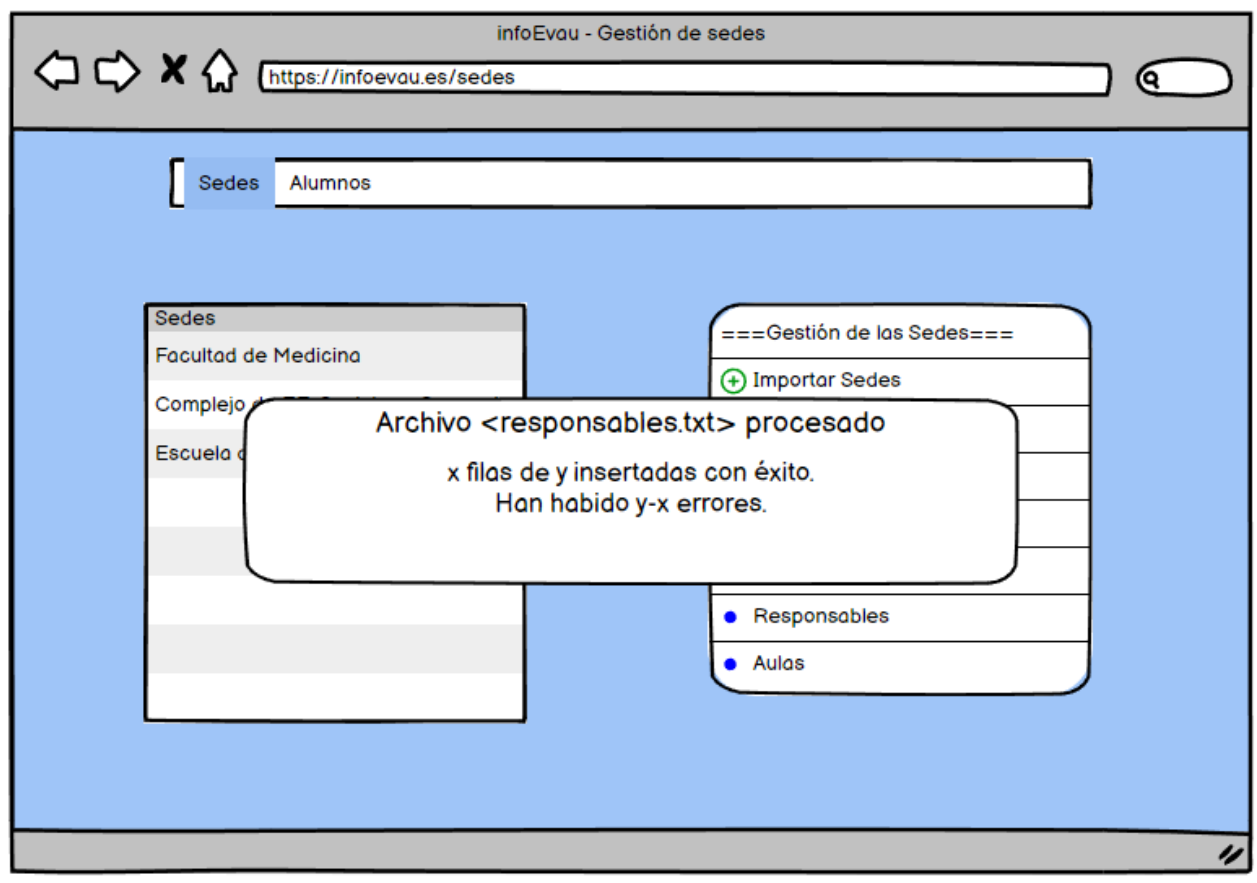 infoEvau - Gestión de sedes
https://infoevau.es/sedes
Sedes Alumnos
Sedes
Facultad de Medicina
Complejo
Escuela
===Gestión de las Sedes===
Importar Sedes
Archivo <responsables.txt> procesado
x filas de y insertadas con éxito.
Han habido y-x errores.
Responsables
Aulas